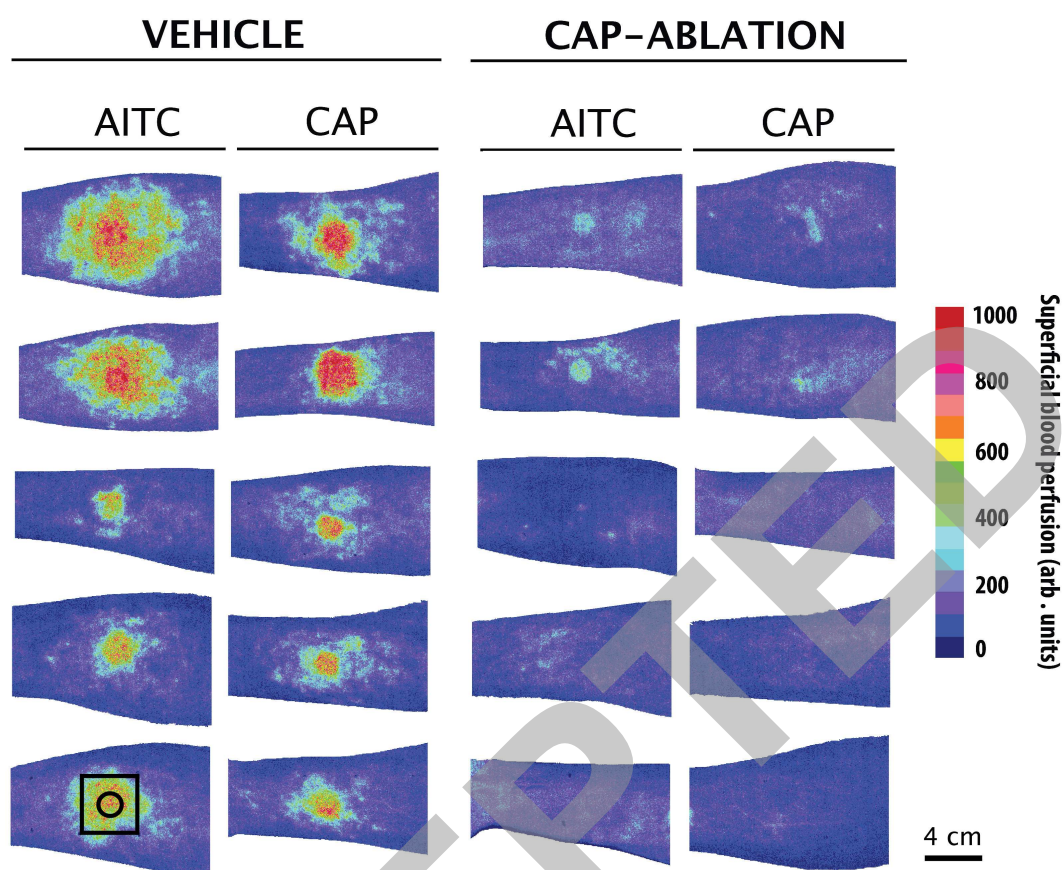 VEHICLE
CAP-ABLATION
AITC
CAP
AITC
CAP
1000
800
600
400
200
0
Superficial blood perfusion (arb . units)
4 cm
PTED